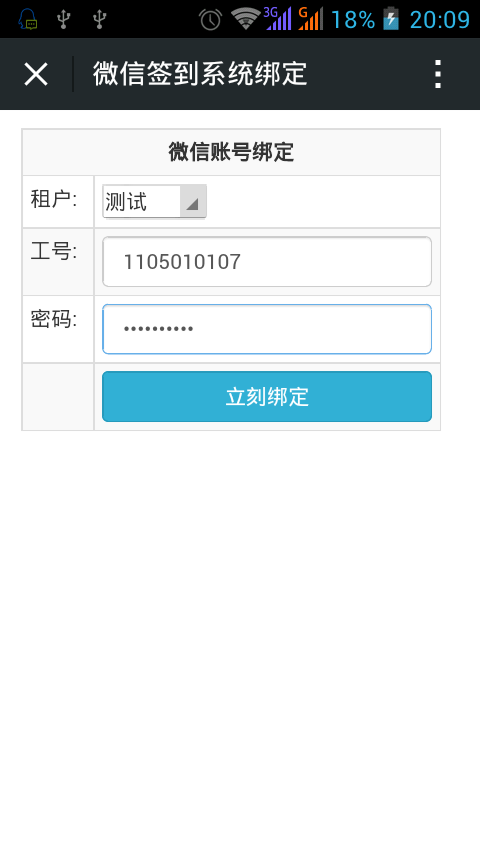 3G G 18% 20:09
微信签到系统绑定
微信账号绑定
租户: 测试
工号: 1105010107
密码: ••••••••••
立刻绑定